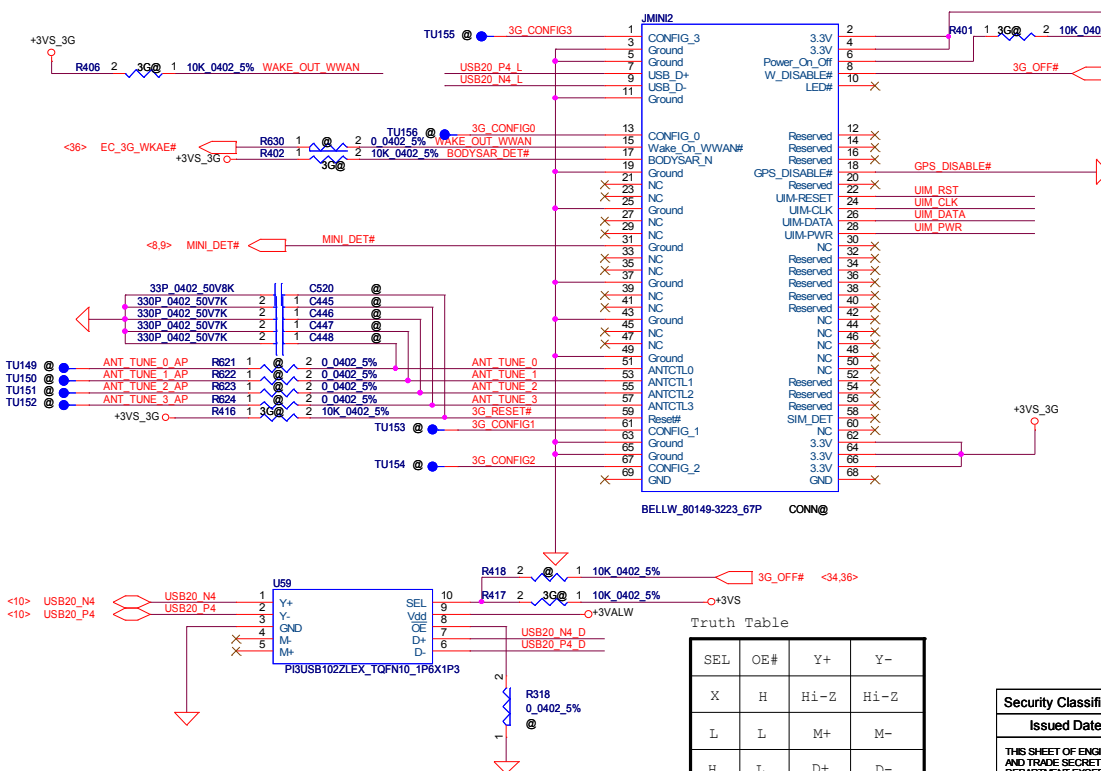 JMINI2
+3VS_3G
R406 2 3G@ 1 10K_0402_5% WAKE_OUT_WWAN
TU155 @ 3G_CONFIG3
USB20_P4_L
USB20_N4_L
TU156 @ 3G_CONFIG0
<36> EC_3G_WKAE# R630 1 @ 2 0_0402_5% WAKE_OUT_WWAN
+3VS_3G R402 1 3G@ 2 10K_0402_5% BODYSAR_DET#
<8,9> MINI_DET# MINI_DET#
33P_0402_50V8K C520 @
330P_0402_50V7K 2 1 C445 @
330P_0402_50V7K 2 1 C446 @
330P_0402_50V7K 2 1 C447 @
330P_0402_50V7K 2 1 C448 @
TU149 @ ANT_TUNE_0_AP R621 1 @ 2 0_0402_5% ANT_TUNE_0
TU150 @ ANT_TUNE_1_AP R622 1 @ 2 0_0402_5% ANT_TUNE_1
TU151 @ ANT_TUNE_2_AP R623 1 @ 2 0_0402_5% ANT_TUNE_2
TU152 @ ANT_TUNE_3_AP R624 1 @ 2 0_0402_5% ANT_TUNE_3
+3VS_3G R416 1 3G@ 2 10K_0402_5% 3G_RESET#
TU153 @ 3G_CONFIG1
TU154 @ 3G_CONFIG2
1 CONFIG_3
3 Ground
5 Ground
7 USB_D+
9 USB_D-
11 Ground
13 CONFIG_0
15 Wake_On_WWAN#
17 BODYSAR_N
19 Ground
21 NC
23 NC
25 Ground
27 NC
29 NC
31 Ground
33 NC
35 NC
37 Ground
39 NC
41 NC
43 Ground
45 NC
47 NC
49 Ground
51 ANTCTL0
53 ANTCTL1
55 ANTCTL2
57 ANTCTL3
59 Reset#
61 CONFIG_1
63 Ground
65 Ground
67 CONFIG_2
69 GND
3.3V 2
3.3V 4
Power_On_Off 6
W_DISABLE# 8
LED# 10
Reserved 12
Reserved 14
Reserved 16
GPS_DISABLE# 18
Reserved 20
UIM-RESET 22
UIM-CLK 24
UIM-DATA 26
UIM-PWR 28
NC 30
Reserved 32
Reserved 34
Reserved 36
Reserved 38
Reserved 40
NC 42
NC 44
NC 46
NC 48
NC 50
Reserved 52
Reserved 54
Reserved 56
SIM_DET 58
NC 60
3.3V 62
3.3V 64
3.3V 66
GND 68
R401 1 3G@ 2 10K_040
3G_OFF#
GPS_DISABLE#
UIM_RST
UIM_CLK
UIM_DATA
UIM_PWR
+3VS_3G
BELLW_80149-3223_67P CONN@
U59
<10> USB20_N4 USB20_N4
<10> USB20_P4 USB20_P4
1 Y+
2 Y-
3 GND
4 M-
5 M+
SEL 10
Vdd 9
OE 8
D+ 7
D- 6
PI3USB102ZLEX_TQFN10_1P6X1P3
R418 2 @ 1 10K_0402_5% 3G_OFF# <34,36>
R417 2 3G@ 1 10K_0402_5% +3VS
+3VALW
USB20_N4_D
USB20_P4_D
2
R318
0_0402_5%
@
1
Truth Table
SEL OE# Y+ Y-
X H Hi-Z Hi-Z
L L M+ M-
H L D+ D-
Security Classifi
Issued Date
THIS SHEET OF ENGI
AND TRADE SECRET